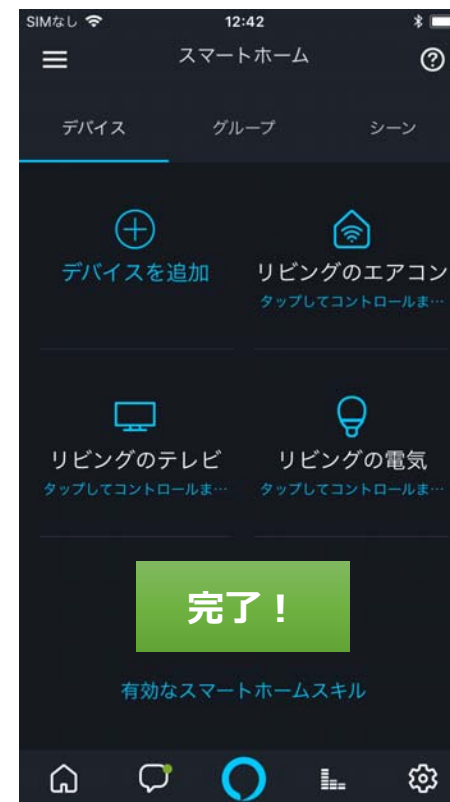 SIMなし 12:42
スマートホーム
デバイス グループ シーン
デバイスを追加 リビングのエアコン
タップしてコントロールま…
リビングのテレビ リビングの電気
タップしてコントロールま… タップしてコントロールま…
完了！
有効なスマートホームスキル